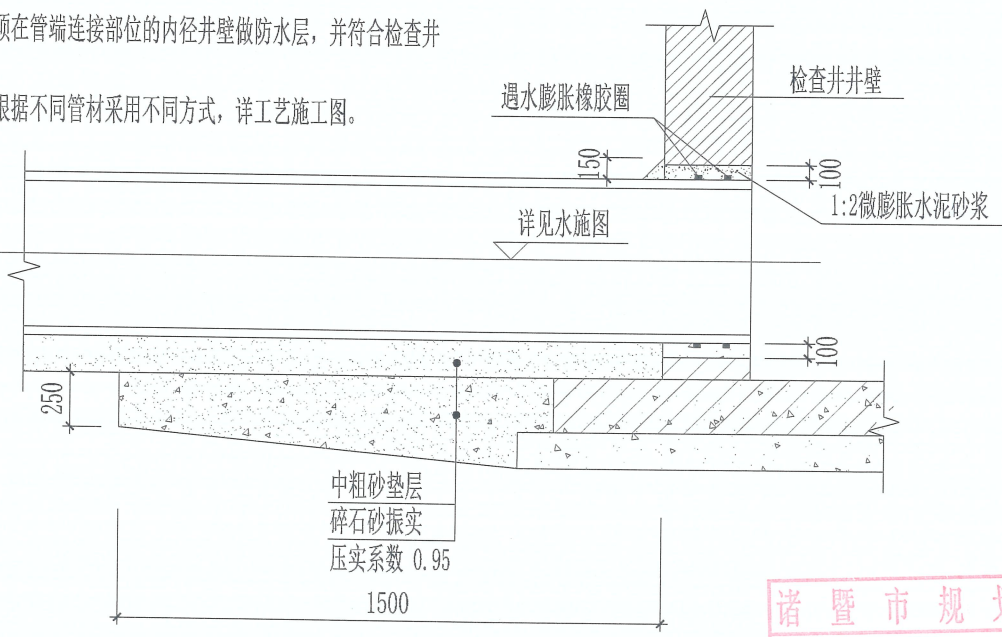 在管端连接部位的内径井壁做防水层，并符合检查井
根据不同管材采用不同方式，详工艺施工图。
遇水膨胀橡胶圈
检查井井壁
150
100
1:2微膨胀水泥砂浆
详见水施图
100
250
中粗砂垫层
碎石砂振实
压实系数 0.95
1500
诸暨市规